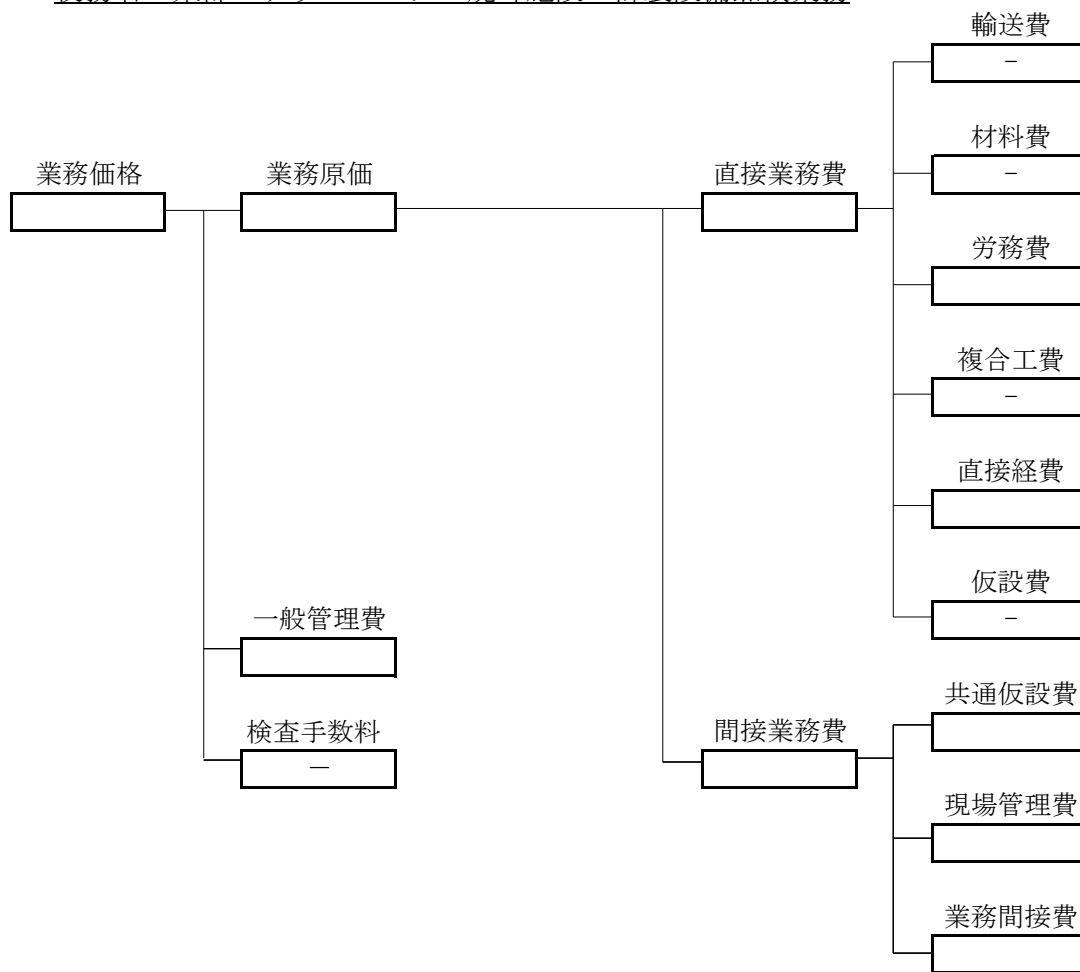 輸送費
−
材料費
−
業務価格
業務原価
直接業務費
労務費
複合工費
−
直接経費
仮設費
−
一般管理費
共通仮設費
検査手数料
−
間接業務費
現場管理費
業務間接費